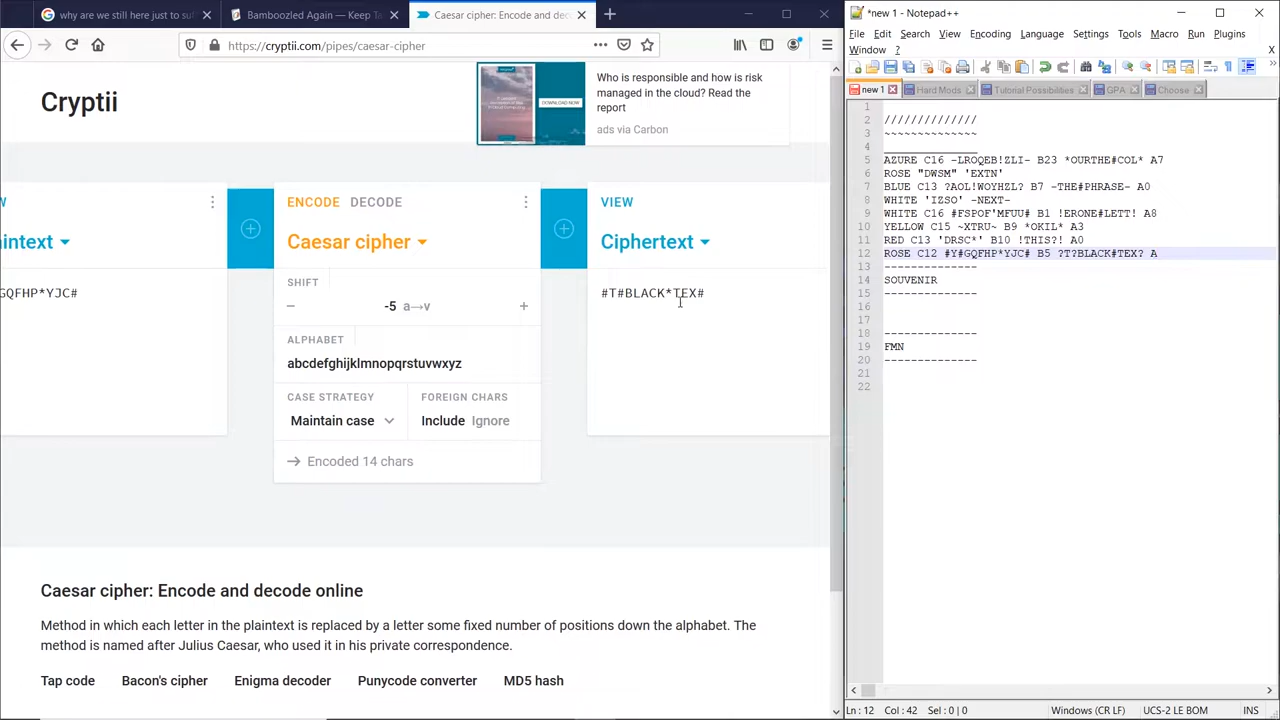 why are we still here? just to suf
Bombs Again — Keep Ta
Caesar cipher: Encode and dec
https://cryptii.com/pipes/caesar-cipher
Cryptii
Who is responsible and how is risk
managed in the cloud? Read the
report
ads via Carbon
DOWNLOAD NOW
W
aintext
GQFHP*YJC#
ENCODE DECODE
Caesar cipher
SHIFT
− -5 a→v +
ALPHABET
abcdefghijklmnopqrstuvwxyz
CASE STRATEGY
Maintain case
FOREIGN CHARS
Include Ignore
→ Encoded 14 chars
VIEW
Ciphertext
#T#BLACK*TEX#
Caesar cipher: Encode and decode online
Method in which each letter in the plaintext is replaced by a letter some fixed number of positions down the alphabet. The
method is named after Julius Caesar, who used it in his private correspondence.
Tap code Bacon's cipher Enigma decoder Punycode converter MD5 hash
*new 1 - Notepad++
File Edit Search View Encoding Language Settings Tools Macro Run Plugins
Window ?
new 1 Hard Mods Tutorial Possibilities GPA Choose
1
2 //////////////
3 ~~~~~~~~~~~~~~
4 ______________
5 AZURE C16 -LROQEB!ZLI- B23 *OURTHE#COL* A7
6 ROSE "DWSM" 'EXTN'
7 BLUE C13 ?AOL!WOYHZL? B7 -THE#PHRASE- A0
8 WHITE 'IZSO' -NEXT-
9 WHITE C16 #FSPOF'MFUU# B1 !ERONE#LETT! A8
10 YELLOW C15 ~XTRU~ B9 *OKIL* A3
11 RED C13 'DRSC*' B10 !THIS?! A0
12 ROSE C12 #Y#GQFHP*YJC# B5 ?T?BLACK#TEX? A
13 --------------
14 SOUVENIR
15 --------------
16
17
18 --------------
19 FMN
20 --------------
21
22
Ln : 12 Col : 42 Sel : 0 | 0 Windows (CR LF) UCS-2 LE BOM INS